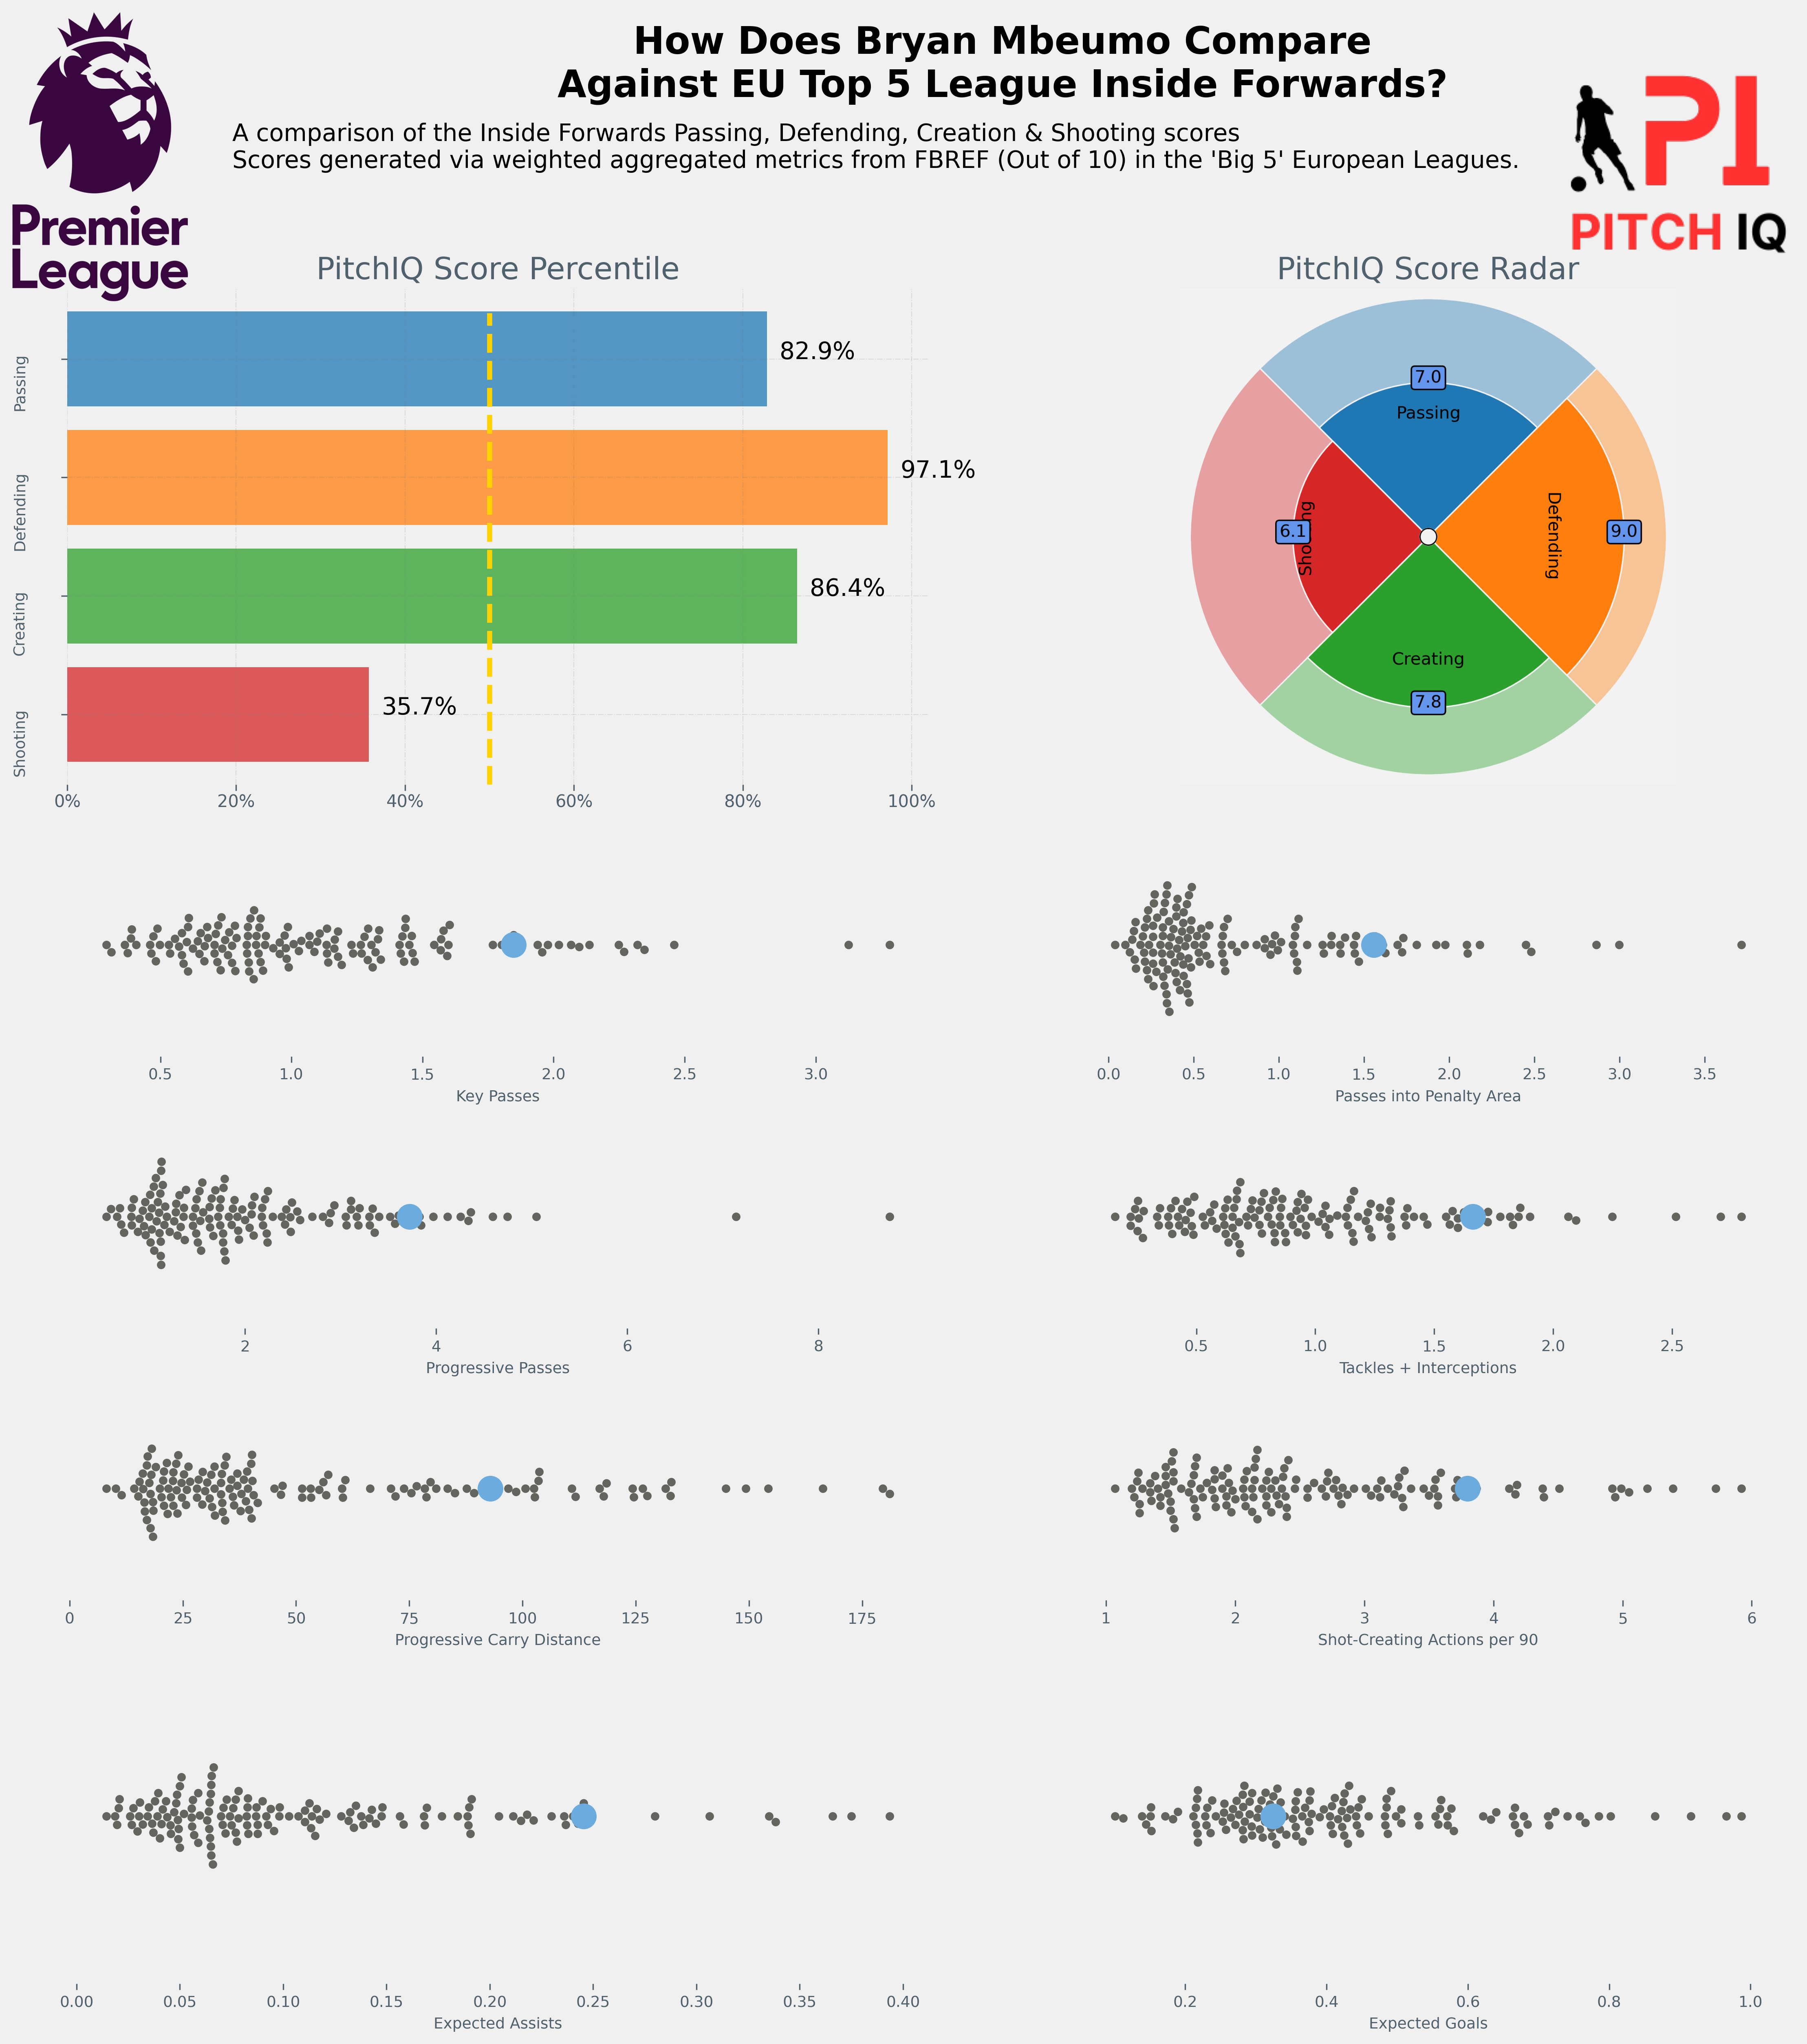 How Does Bryan Mbeumo Compare
Against EU Top 5 League Inside Forwards?
A comparison of the Inside Forwards Passing, Defending, Creation & Shooting scores
Scores generated via weighted aggregated metrics from FBREF (Out of 10) in the 'Big 5' European Leagues.
Premier
League
PI
PITCH IQ
PitchIQ Score Percentile
Passing
82.9%
Defending
97.1%
Creating
86.4%
Shooting
35.7%
0% 20% 40% 60% 80% 100%
PitchIQ Score Radar
7.0
Passing
6.1
Shooting
Defending
9.0
Creating
7.8
0.5 1.0 1.5 2.0 2.5 3.0
Key Passes
0.0 0.5 1.0 1.5 2.0 2.5 3.0 3.5
Passes into Penalty Area
2 4 6 8
Progressive Passes
0.5 1.0 1.5 2.0 2.5
Tackles + Interceptions
0 25 50 75 100 125 150 175
Progressive Carry Distance
1 2 3 4 5 6
Shot-Creating Actions per 90
0.00 0.05 0.10 0.15 0.20 0.25 0.30 0.35 0.40
Expected Assists
0.2 0.4 0.6 0.8 1.0
Expected Goals